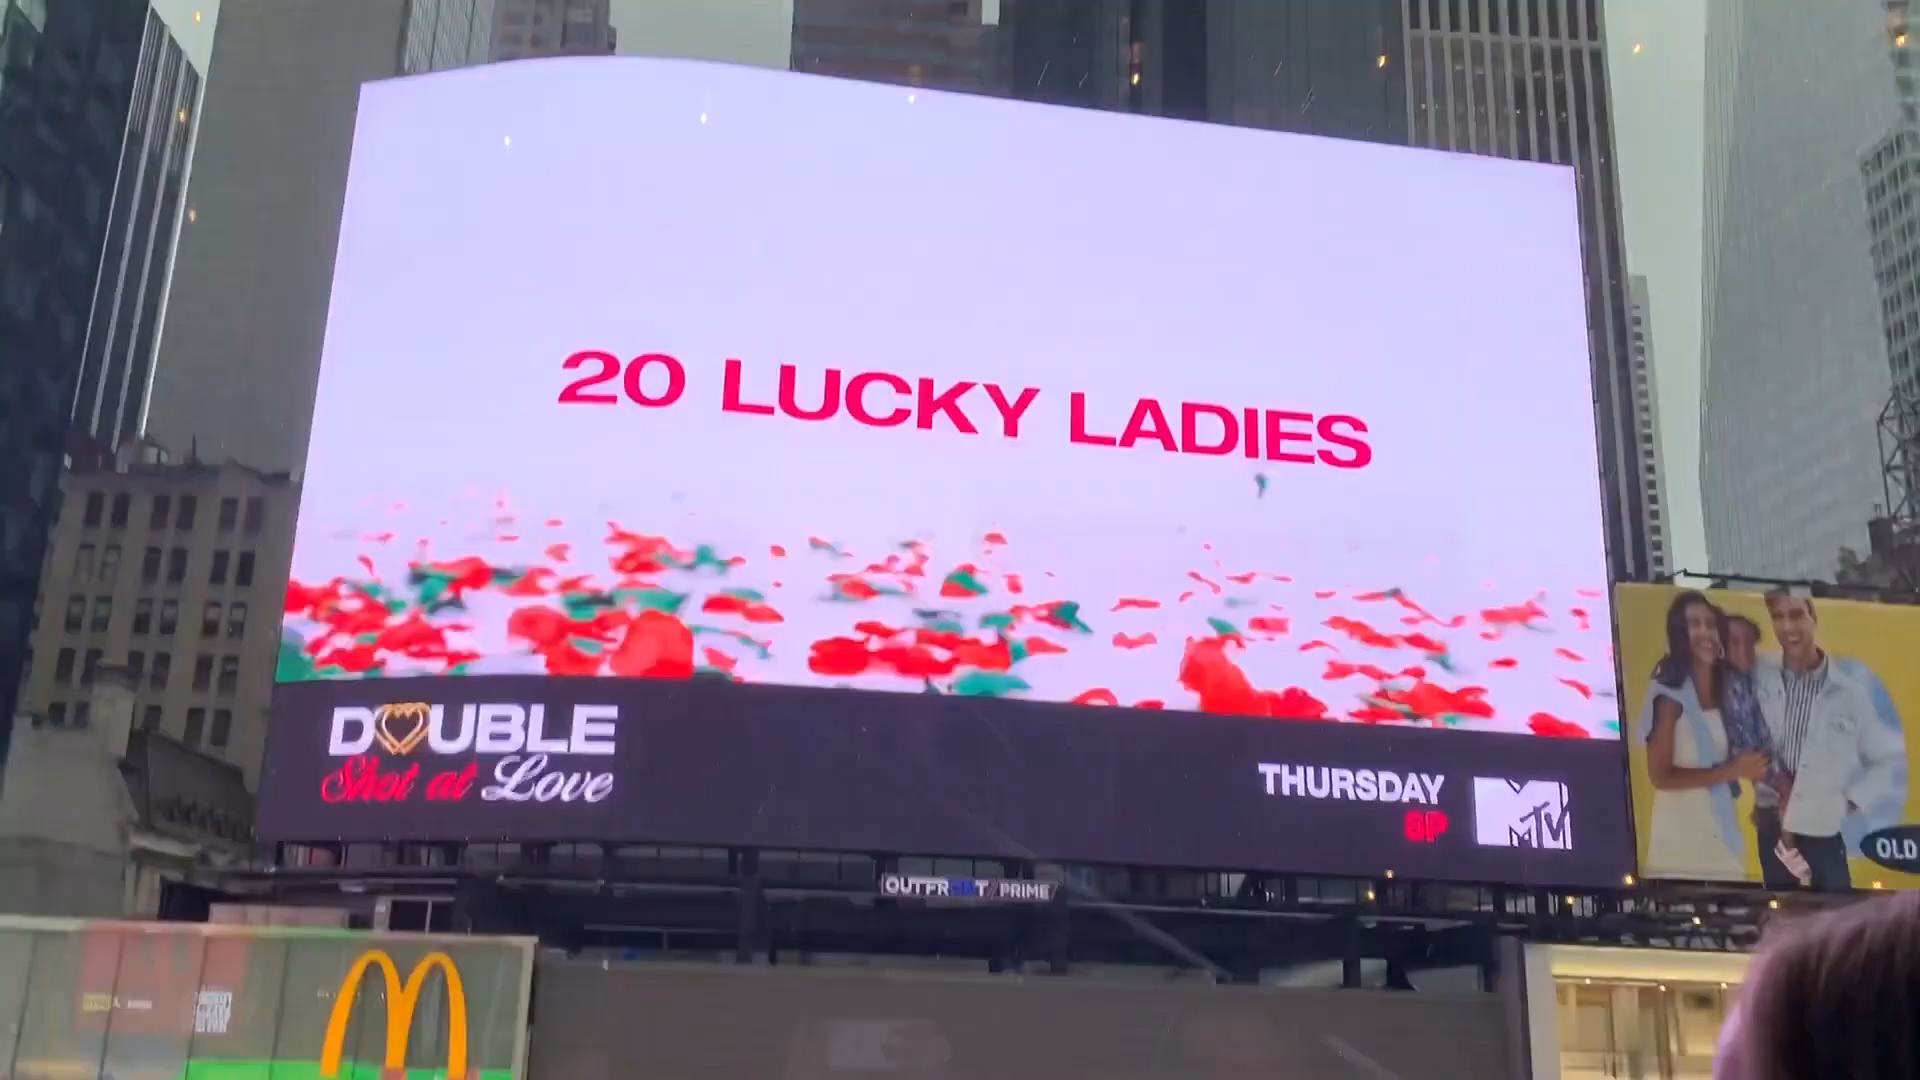 20 LUCKY LADIES
DOUBLE
Shot at Love
THURSDAY
8P
MTV
OUTFRONT/PRIME
OLD